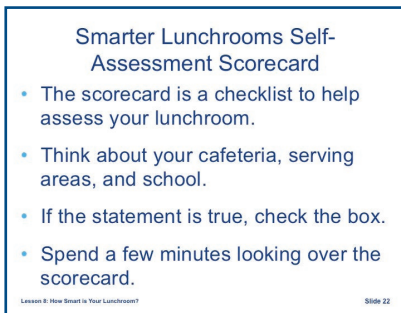 Smarter Lunchrooms Self-
Assessment Scorecard
• The scorecard is a checklist to help
assess your lunchroom.
• Think about your cafeteria, serving
areas, and school.
• If the statement is true, check the box.
• Spend a few minutes looking over the
scorecard.
Lesson 8: How Smart is Your Lunchroom? Slide 22